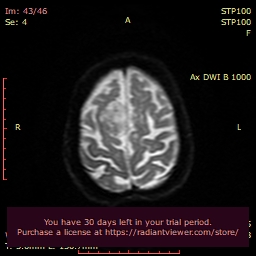 Im: 43/46
Se: 4
A
STP100
STP100
F
Ax DWI B 1000
R
L
You have 30 days left in your trial period.
Purchase a license at https://radiantviewer.com/store/